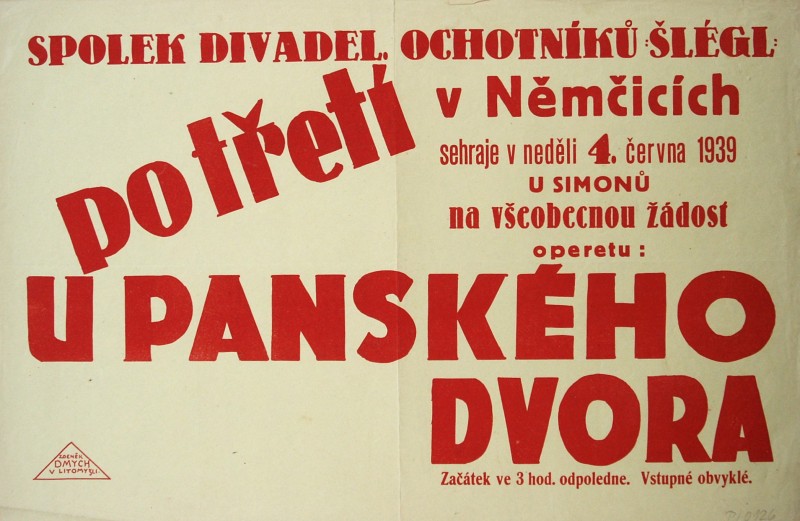 SPOLEK DIVADEL. OCHOTNÍKŮ :ŠLÉGL:
po třetí
v Němčicích
sehraje v neděli 4. června 1939
U SIMONŮ
na všeobecnou žádost
operetu :
U PANSKÉHO
DVORA
Začátek ve 3 hod. odpoledne. Vstupné obvyklé.
ZDENĚK
DMYCH
V LITOMYŠLI